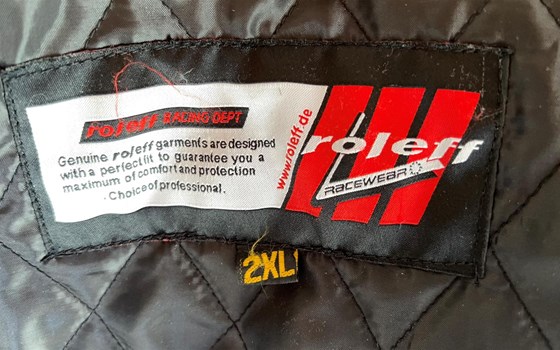 roleff RACING DEPT
Genuine roleff garments are designed
with a perfect fit to guarantee you a
maximum of comfort and protection
. Choice of professional.
www.roleff.de
roleff
RACEWEAR
2XL